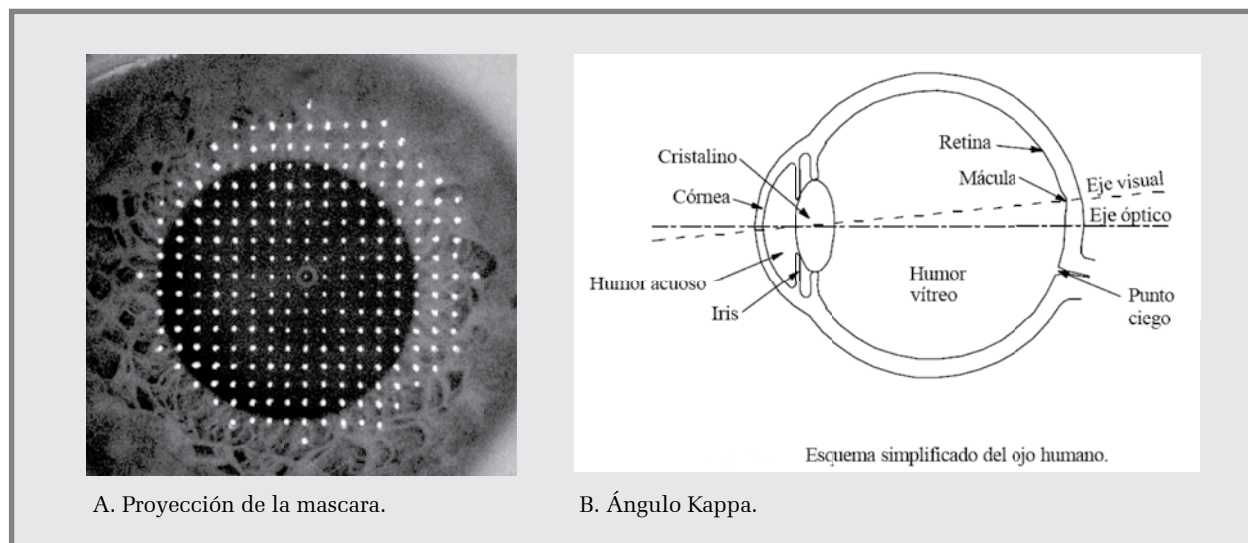 Cristalino
Córnea
Humor acuoso
Iris
Retina
Mácula
Eje visual
Eje óptico
Humor
vítreo
Punto
ciego
Esquema simplificado del ojo humano.
A. Proyección de la mascara.
B. Ángulo Kappa.